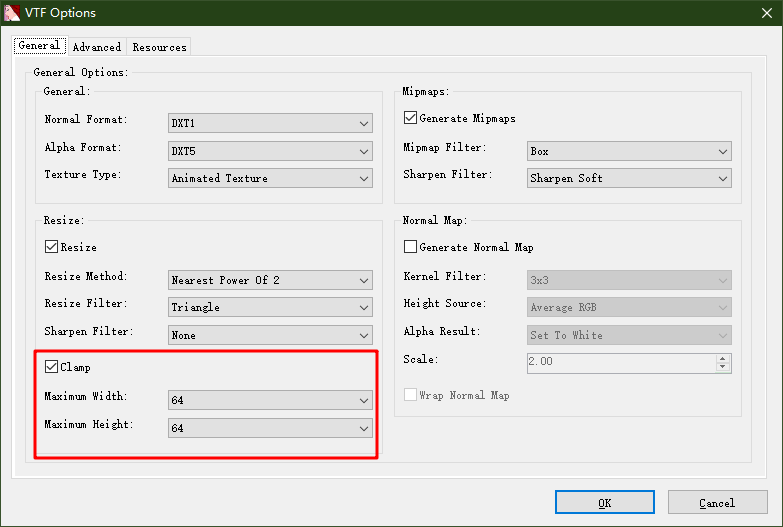 VTF Options
General Advanced Resources
General Options:
General:
Normal Format: DXT1
Alpha Format: DXT5
Texture Type: Animated Texture
Resize:
Resize
Resize Method: Nearest Power Of 2
Resize Filter: Triangle
Sharpen Filter: None
Clamp
Maximum Width: 64
Maximum Height: 64
Mipmaps:
Generate Mipmaps
Mipmap Filter: Box
Sharpen Filter: Sharpen Soft
Normal Map:
Generate Normal Map
Kernel Filter: 3x3
Height Source: Average RGB
Alpha Result: Set To White
Scale: 2.00
Wrap Normal Map
OK Cancel